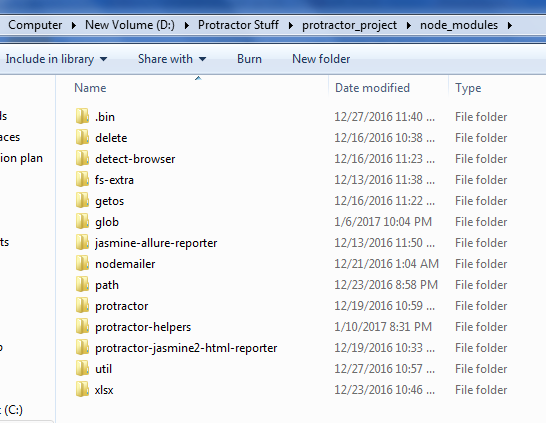 Computer New Volume (D:) Protractor Stuff protractor_project node_modules
Include in library Share with Burn New folder
Name Date modified Type
.bin 12/27/2016 11:40 ... File folder
ds
delete 12/16/2016 10:38 ... File folder
aces
detect-browser 12/16/2016 11:23 ... File folder
ion plan
fs-extra 12/13/2016 11:38 ... File folder
getos 12/16/2016 11:22 ... File folder
glob 1/6/2017 10:04 PM File folder
jasmine-allure-reporter 12/13/2016 11:50 ... File folder
ts
nodemailer 12/21/2016 1:04 AM File folder
path 12/23/2016 8:58 PM File folder
protractor 12/19/2016 10:59 ... File folder
protractor-helpers 1/10/2017 8:31 PM File folder
protractor-jasmine2-html-reporter 12/19/2016 10:33 ... File folder
util 12/27/2016 10:57 ... File folder
xlsx 12/23/2016 10:46 ... File folder
(C:)